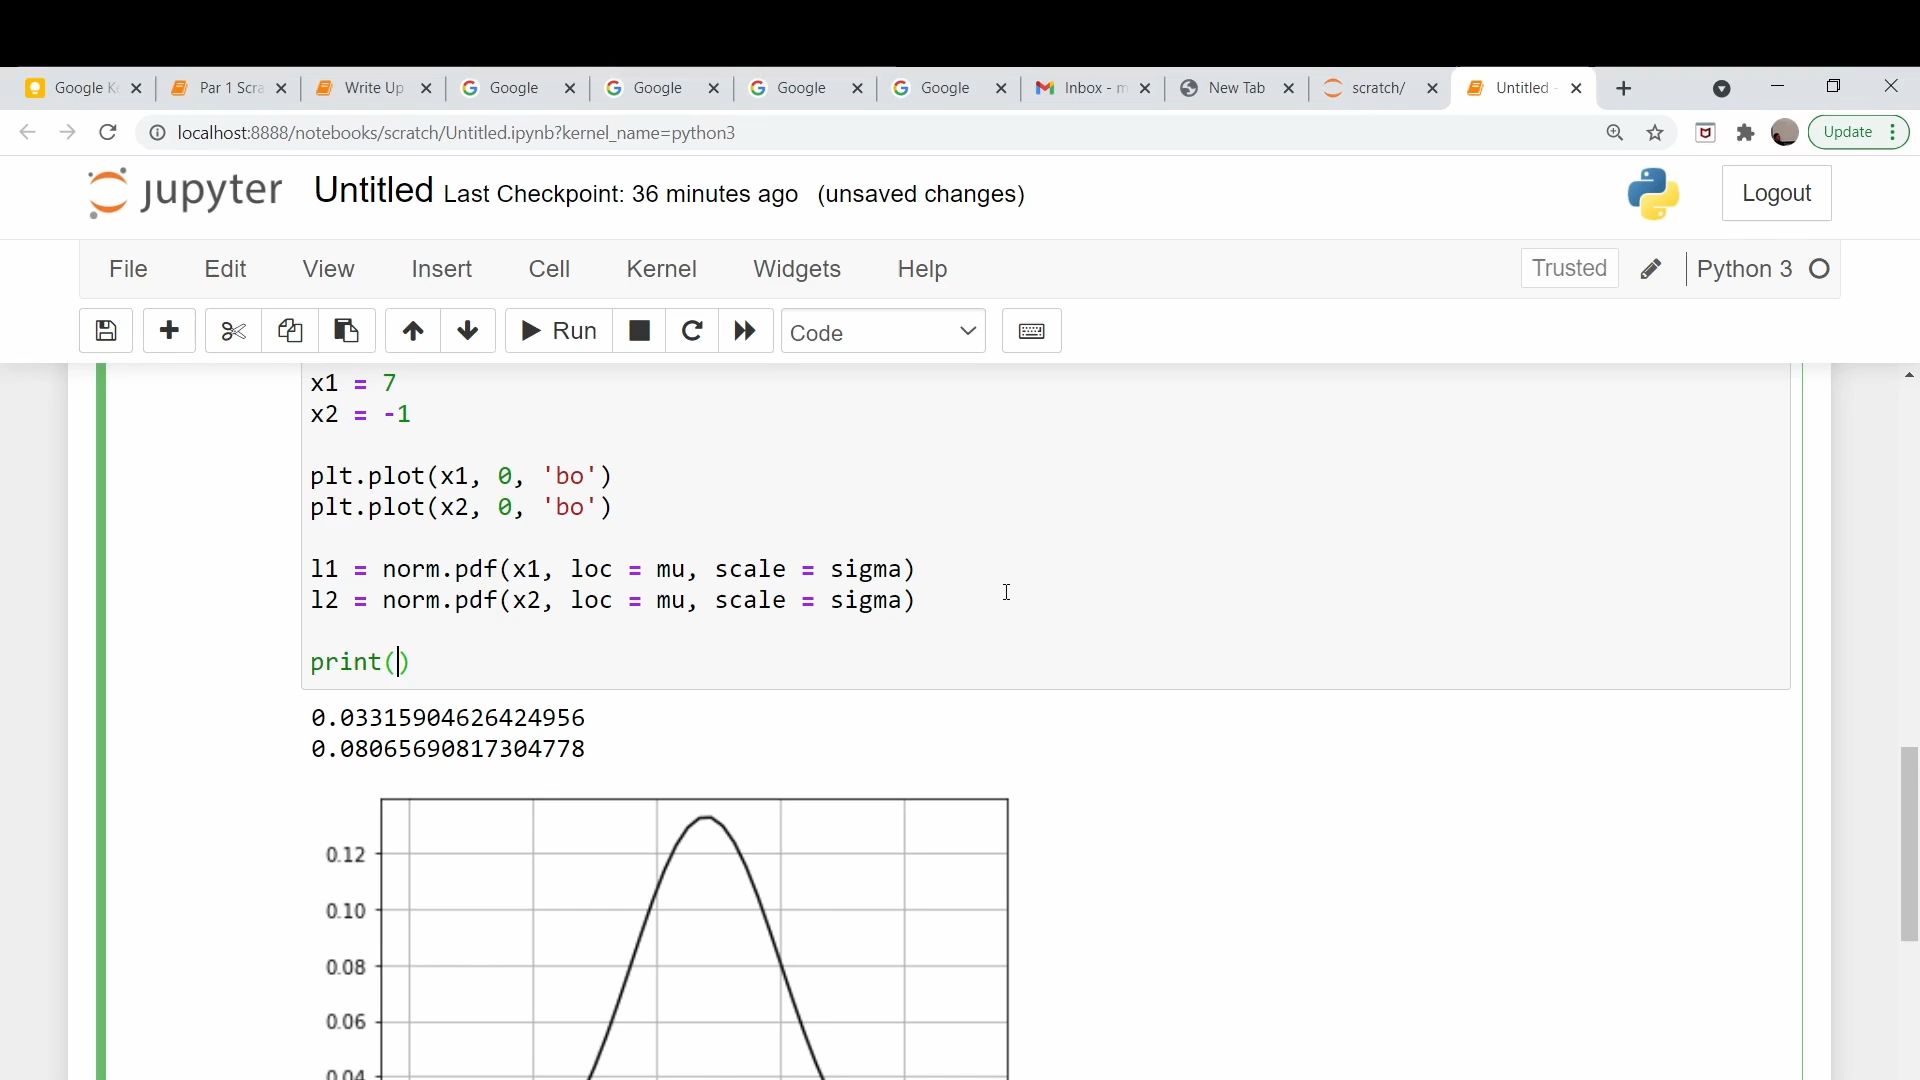 Google K
Par 1 Scra
Write Up
Google
Google
Google
Google
Inbox - m
New Tab
scratch/
Untitled -
localhost:8888/notebooks/scratch/Untitled.ipynb?kernel_name=python3
Update
jupyter Untitled Last Checkpoint: 36 minutes ago (unsaved changes)
Logout
File Edit View Insert Cell Kernel Widgets Help
Trusted
Python 3
Run
Code
x1 = 7
x2 = -1
plt.plot(x1, 0, 'bo')
plt.plot(x2, 0, 'bo')
l1 = norm.pdf(x1, loc = mu, scale = sigma)
l2 = norm.pdf(x2, loc = mu, scale = sigma)
print()
0.03315904626424956
0.08065690817304778
0.12
0.10
0.08
0.06
0.04